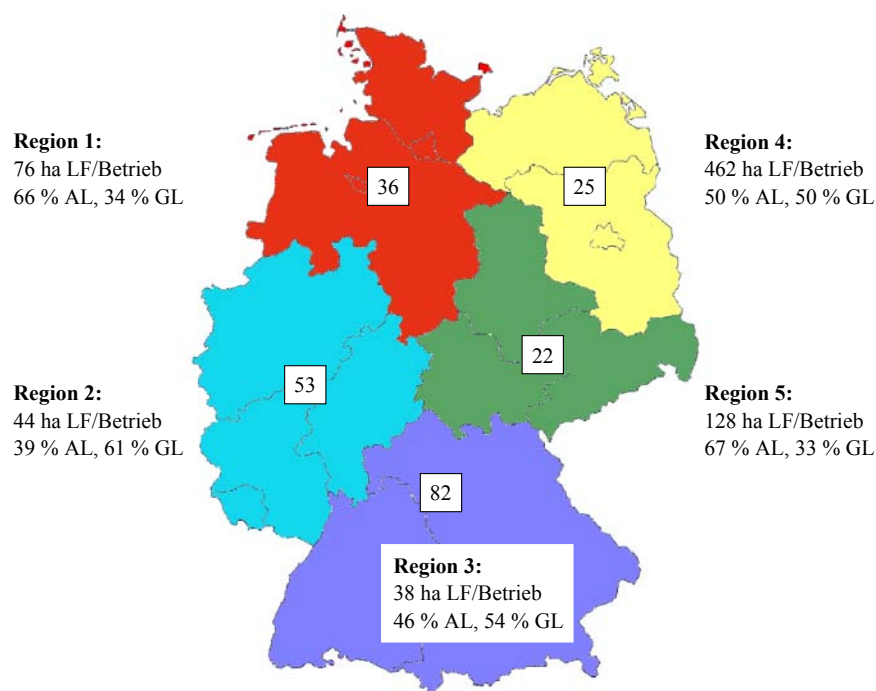 Region 1:
76 ha LF/Betrieb
66 % AL, 34 % GL
36
25
Region 4:
462 ha LF/Betrieb
50 % AL, 50 % GL
Region 2:
44 ha LF/Betrieb
39 % AL, 61 % GL
53
22
Region 5:
128 ha LF/Betrieb
67 % AL, 33 % GL
82
Region 3:
38 ha LF/Betrieb
46 % AL, 54 % GL